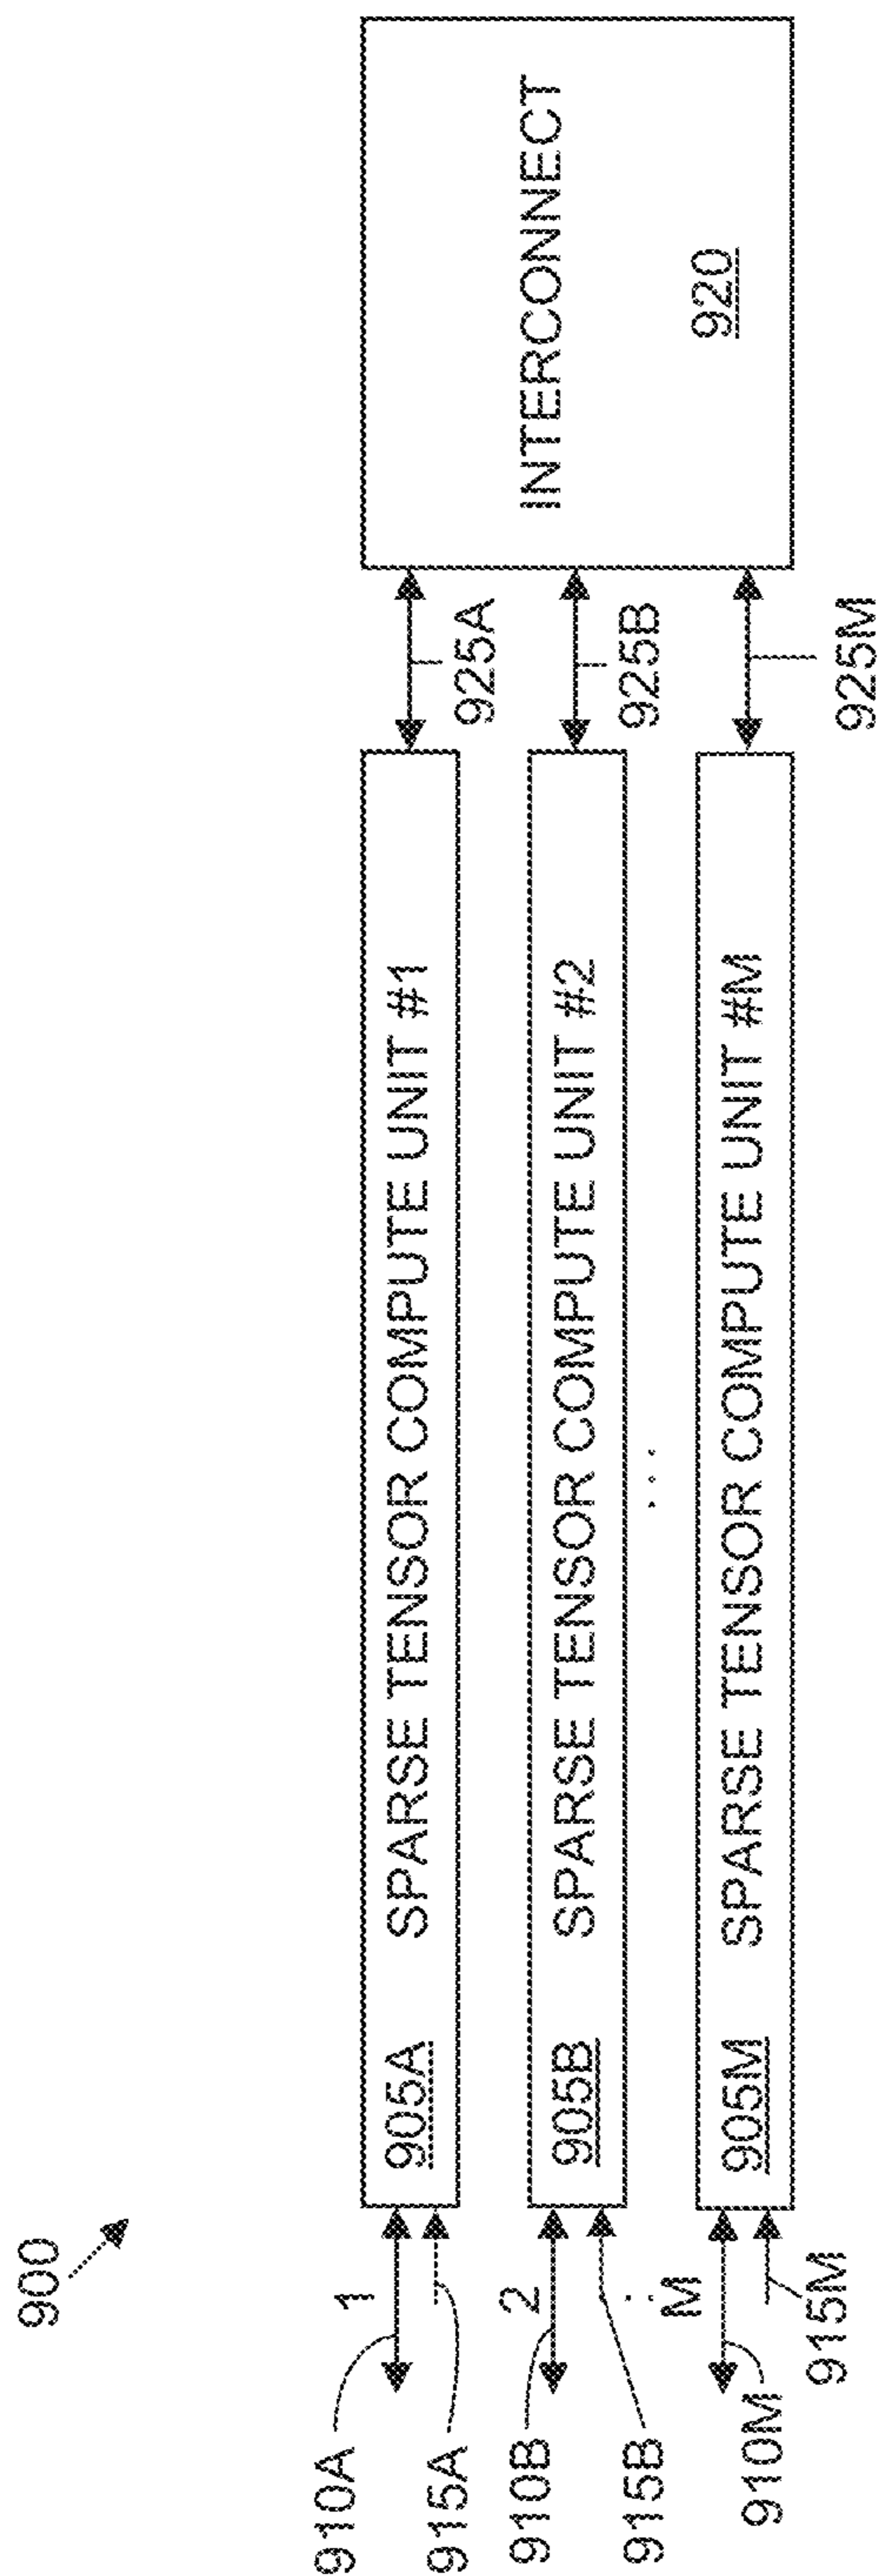 900
910A
1
915A
905A SPARSE TENSOR COMPUTE UNIT #1
925A
910B
2
915B
905B SPARSE TENSOR COMPUTE UNIT #2
925B
. . .
M
910M
915M
905M SPARSE TENSOR COMPUTE UNIT #M
925M
INTERCONNECT
920